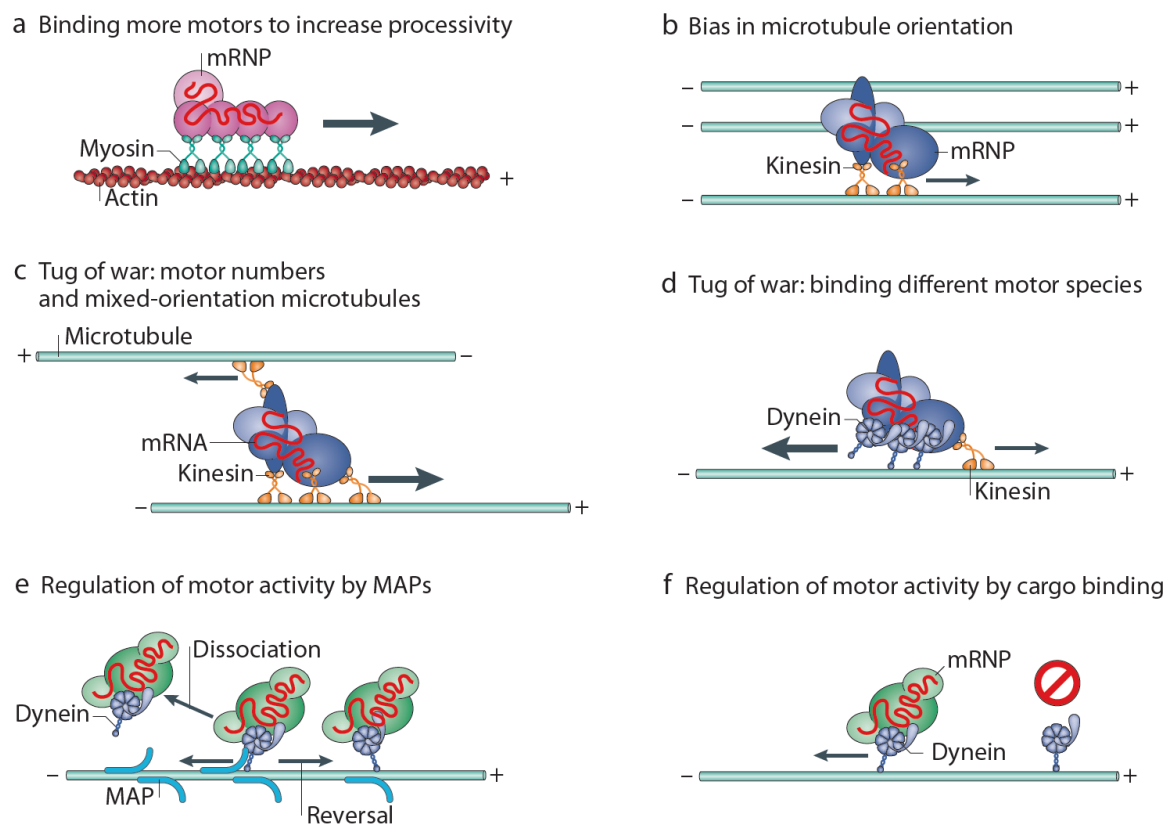 a Binding more motors to increase processivity
mRNP
Myosin
Actin
+
b Bias in microtubule orientation
– +
– +
Kinesin
mRNP
– +
c Tug of war: motor numbers
and mixed-orientation microtubules
Microtubule
+ –
mRNA
Kinesin
– +
d Tug of war: binding different motor species
Dynein
– +
Kinesin
e Regulation of motor activity by MAPs
Dissociation
Dynein
– +
MAP
Reversal
f Regulation of motor activity by cargo binding
mRNP
Dynein
– +